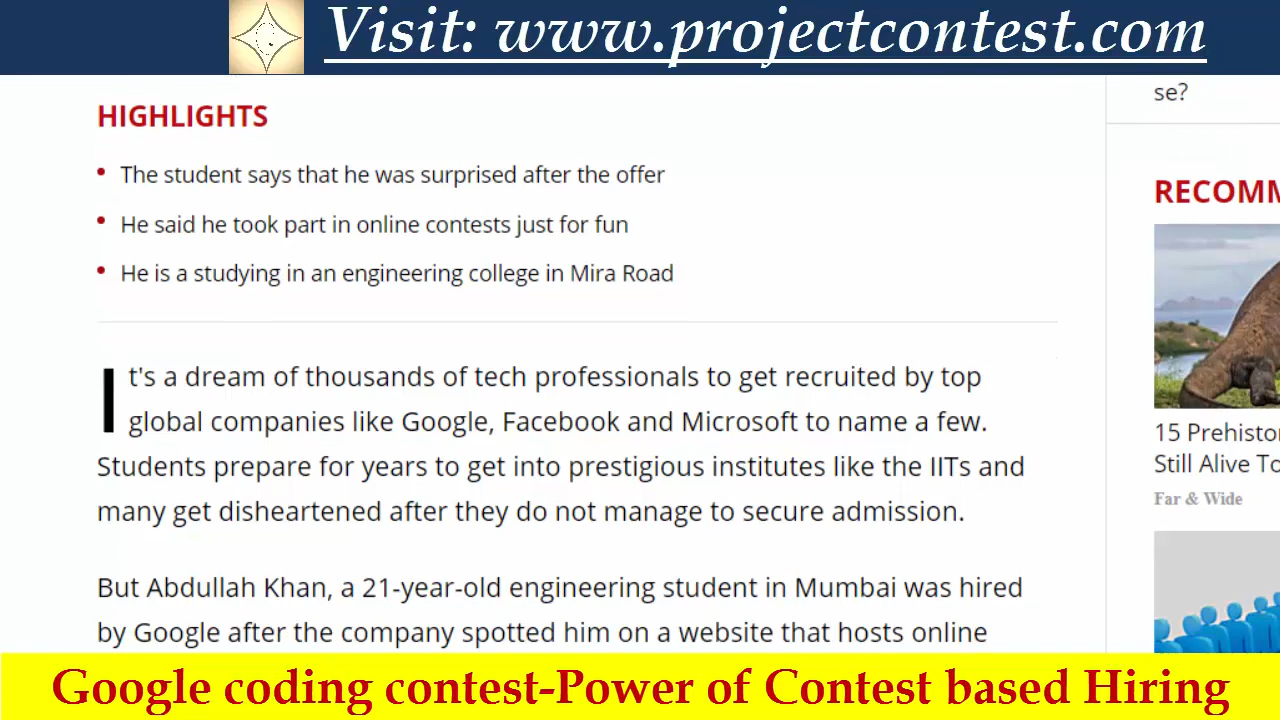 Visit: www.projectcontest.com
HIGHLIGHTS
The student says that he was surprised after the offer
He said he took part in online contests just for fun
He is a studying in an engineering college in Mira Road
It's a dream of thousands of tech professionals to get recruited by top
global companies like Google, Facebook and Microsoft to name a few.
Students prepare for years to get into prestigious institutes like the IITs and
many get disheartened after they do not manage to secure admission.
But Abdullah Khan, a 21-year-old engineering student in Mumbai was hired
by Google after the company spotted him on a website that hosts online
se?
RECOMM
15 Prehisto
Still Alive To
Far & Wide
Google coding contest-Power of Contest based Hiring